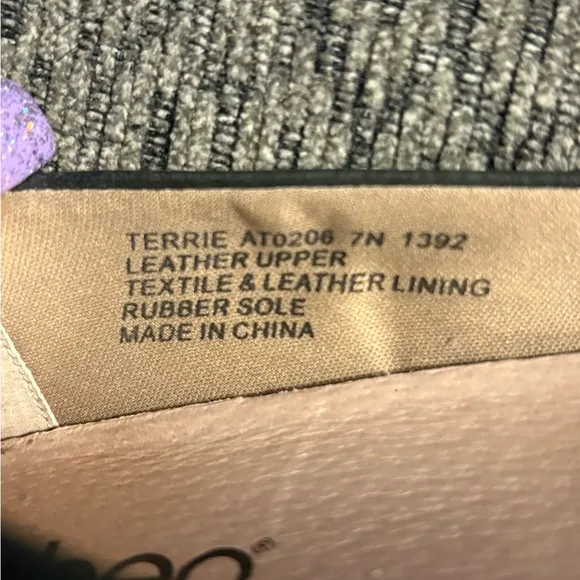 TERRIE AT0206 7N 1392
LEATHER UPPER
TEXTILE & LEATHER LINING
RUBBER SOLE
MADE IN CHINA